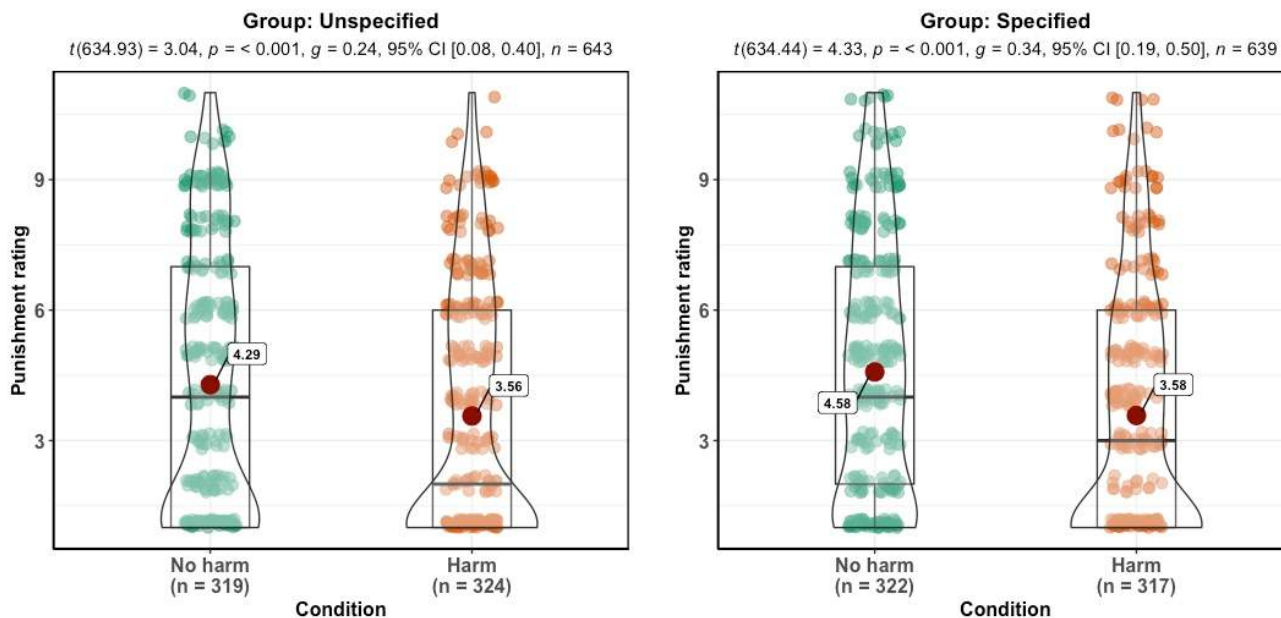 Group: Unspecified
t(634.93) = 3.04, p = < 0.001, g = 0.24, 95% CI [0.08, 0.40], n = 643
Punishment rating
9
6
3
4.29
3.56
No harm
(n = 319)
Harm
(n = 324)
Condition
Group: Specified
t(634.44) = 4.33, p = < 0.001, g = 0.34, 95% CI [0.19, 0.50], n = 639
Punishment rating
9
6
3
4.58
3.58
No harm
(n = 322)
Harm
(n = 317)
Condition